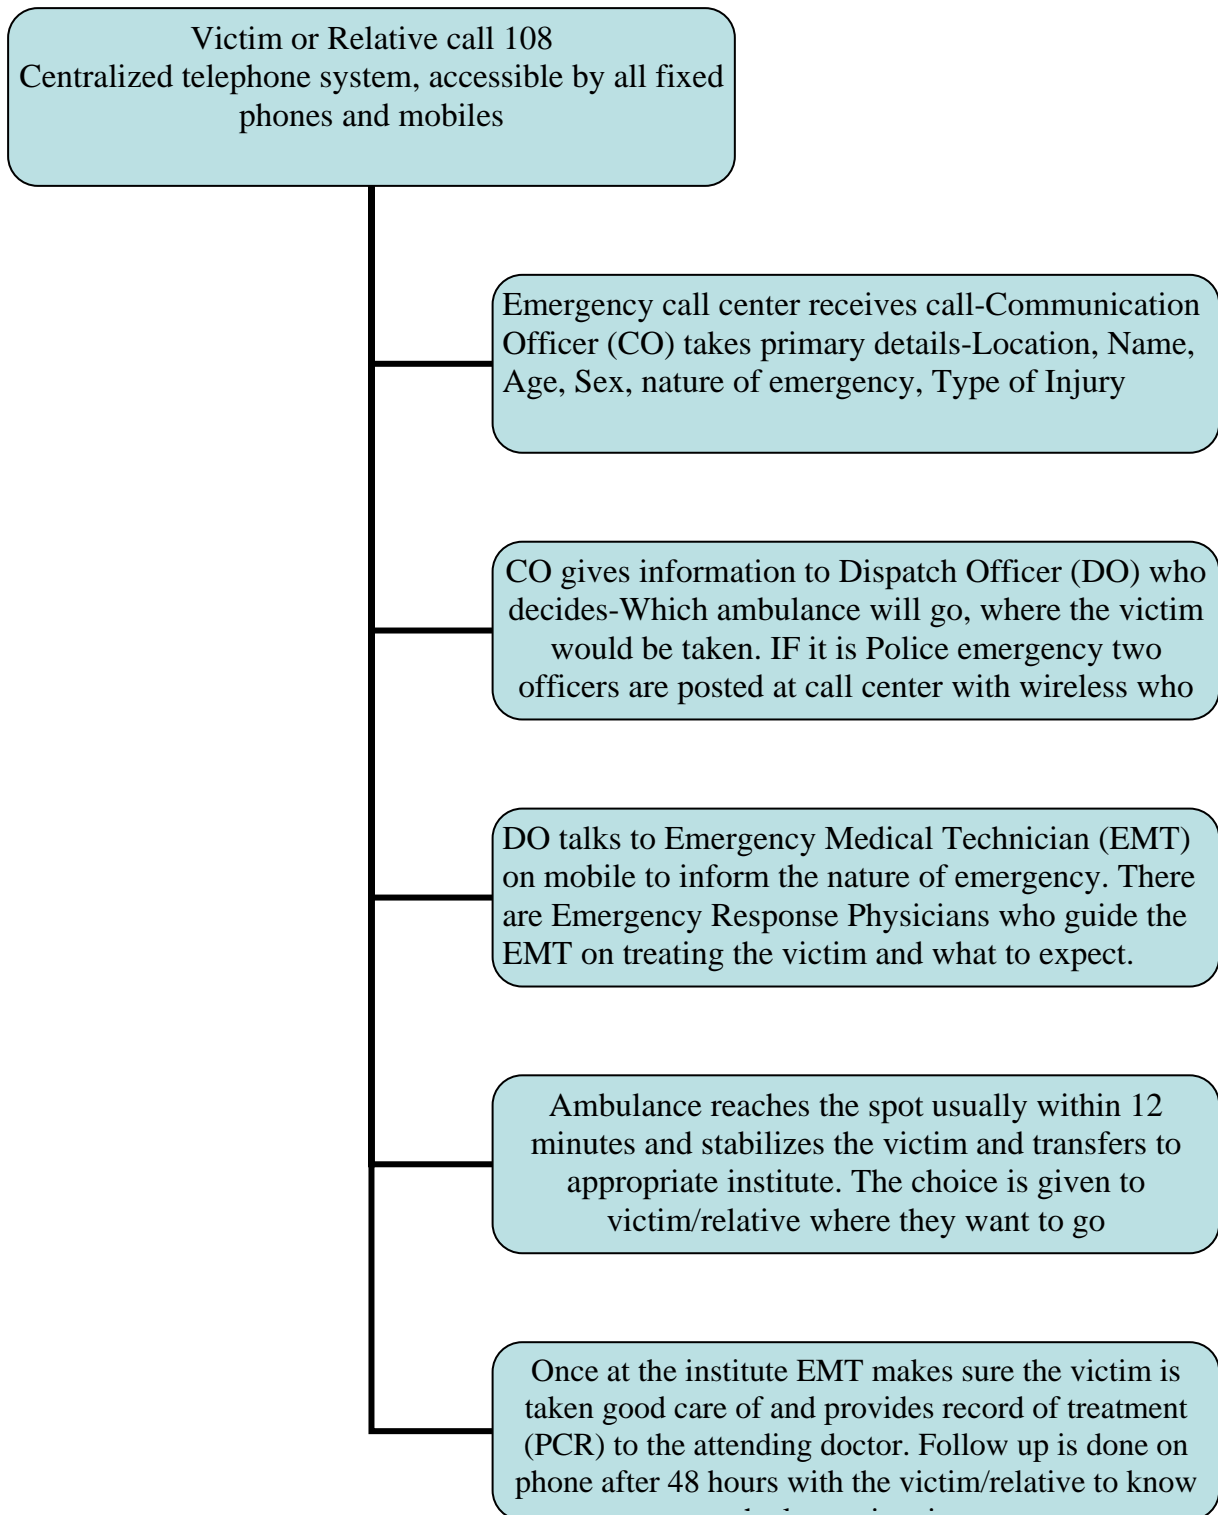 Victim or Relative call 108
Centralized telephone system, accessible by all fixed
phones and mobiles
Emergency call center receives call-Communication
Officer (CO) takes primary details-Location, Name,
Age, Sex, nature of emergency, Type of Injury
CO gives information to Dispatch Officer (DO) who
decides-Which ambulance will go, where the victim
would be taken. IF it is Police emergency two
officers are posted at call center with wireless who
DO talks to Emergency Medical Technician (EMT)
on mobile to inform the nature of emergency. There
are Emergency Response Physicians who guide the
EMT on treating the victim and what to expect.
Ambulance reaches the spot usually within 12
minutes and stabilizes the victim and transfers to
appropriate institute. The choice is given to
victim/relative where they want to go
Once at the institute EMT makes sure the victim is
taken good care of and provides record of treatment
(PCR) to the attending doctor. Follow up is done on
phone after 48 hours with the victim/relative to know